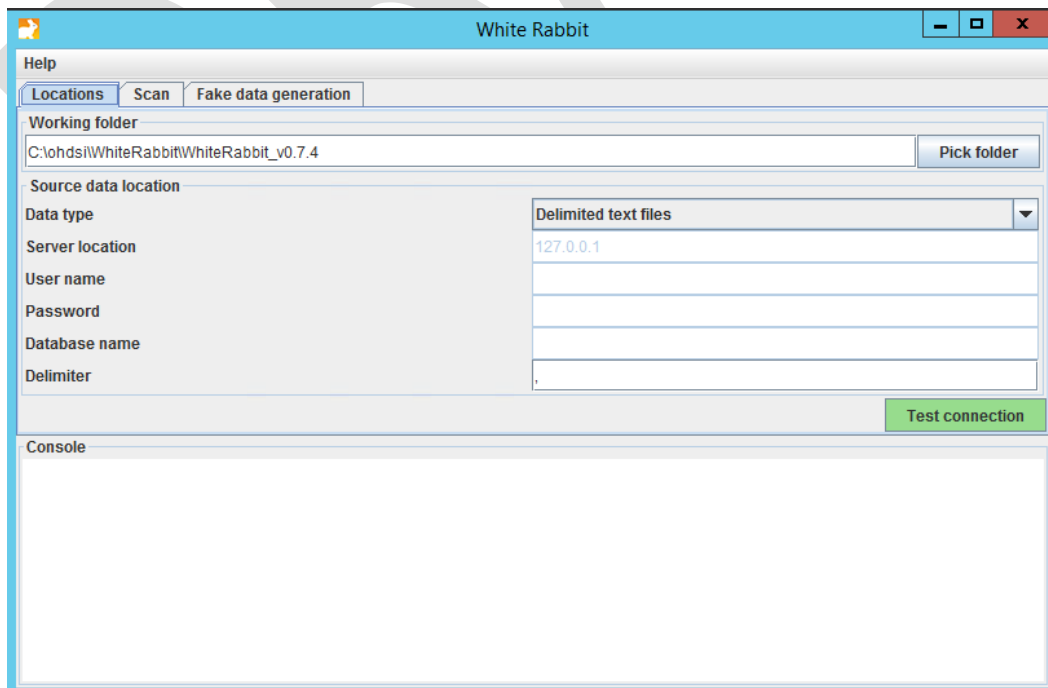 White Rabbit
Help
Locations Scan Fake data generation
Working folder
C:\ohdsi\WhiteRabbit\WhiteRabbit_v0.7.4 Pick folder
Source data location
Data type Delimited text files
Server location 127.0.0.1
User name
Password
Database name
Delimiter ,
Test connection
Console